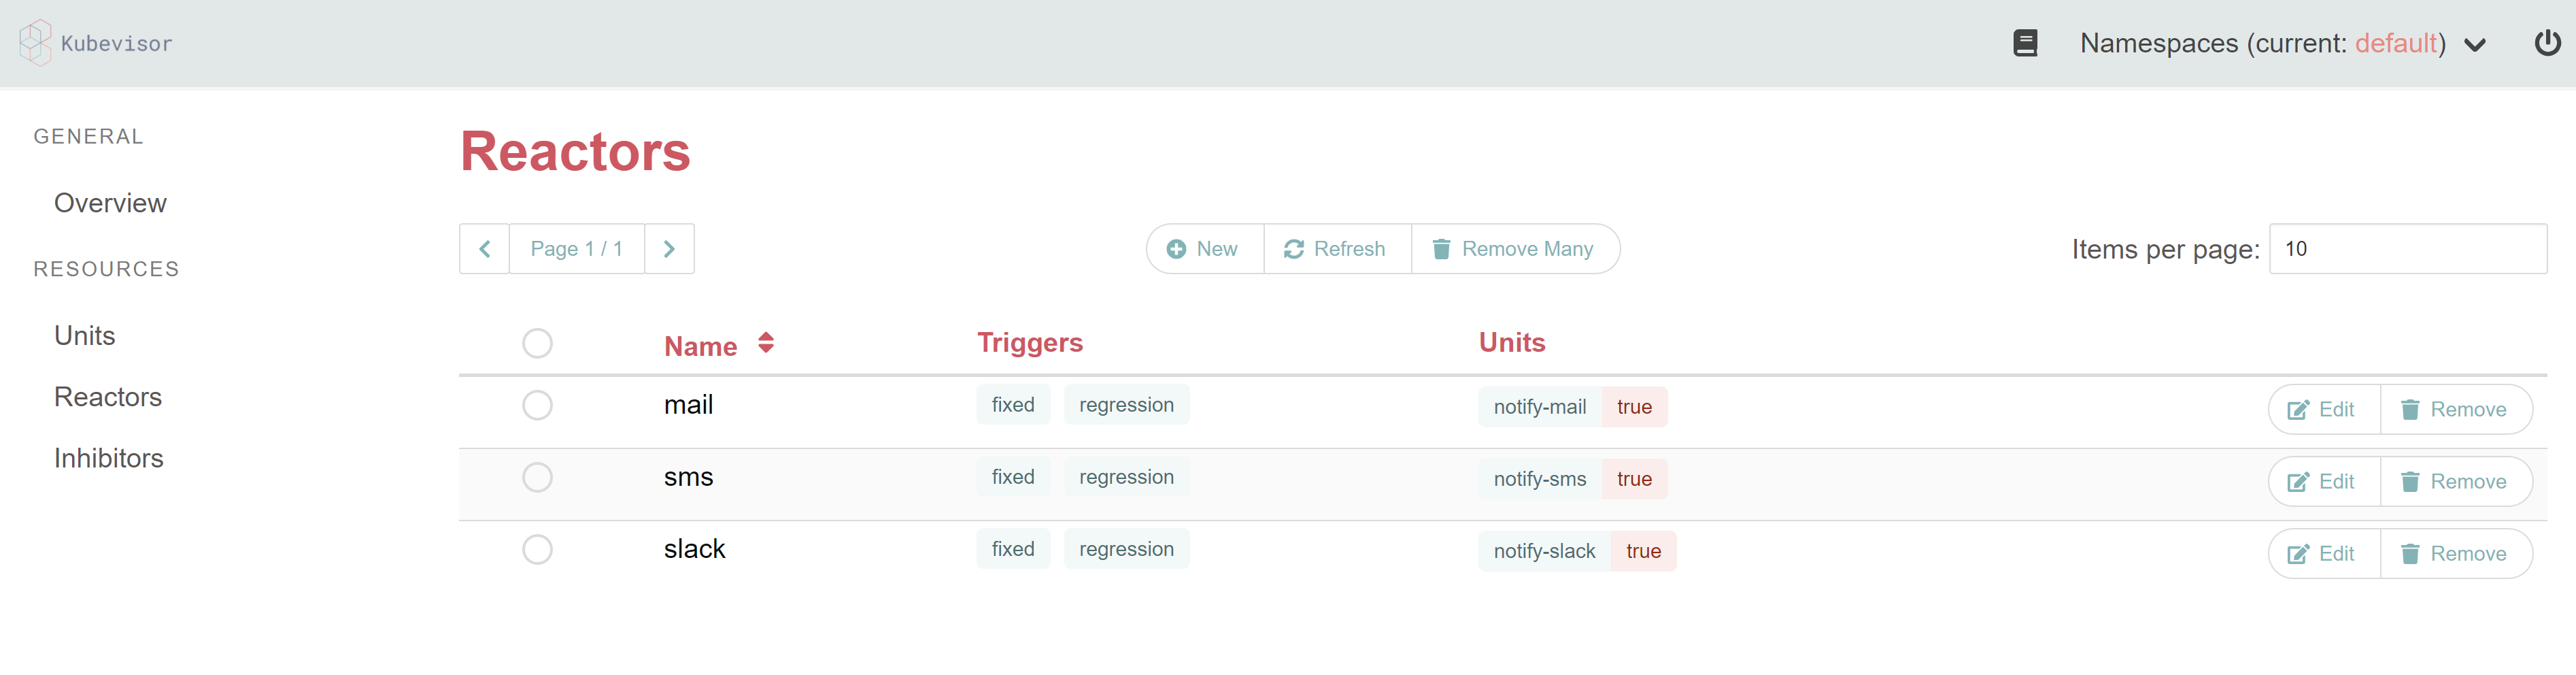 Kubevisor
Namespaces (current: default)
GENERAL
Overview
RESOURCES
Units
Reactors
Inhibitors
Reactors
Page 1 / 1
New Refresh Remove Many
Items per page: 10
Name Triggers Units
mail fixed regression notify-mail true Edit Remove
sms fixed regression notify-sms true Edit Remove
slack fixed regression notify-slack true Edit Remove